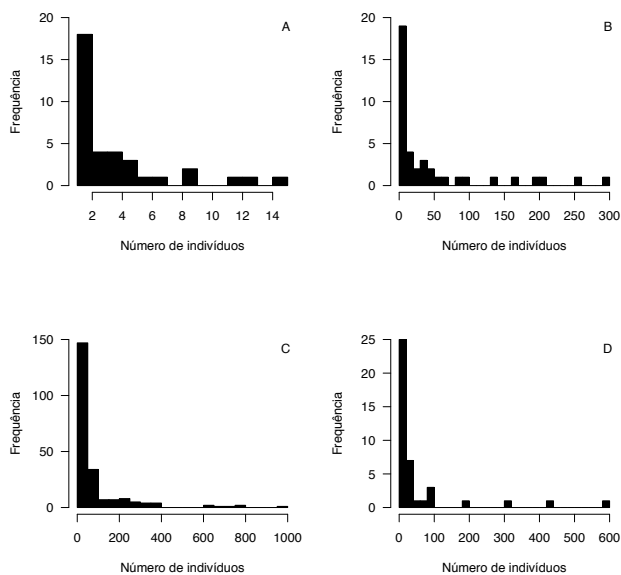 A
Frequência
20
15
10
5
0
2 4 6 8 10 12 14
Número de indivíduos
B
Frequência
20
15
10
5
0
0 50 100 150 200 250 300
Número de indivíduos
C
Frequência
150
100
50
0
0 200 400 600 800 1000
Número de indivíduos
D
Frequência
25
20
15
10
5
0
0 100 200 300 400 500 600
Número de indivíduos